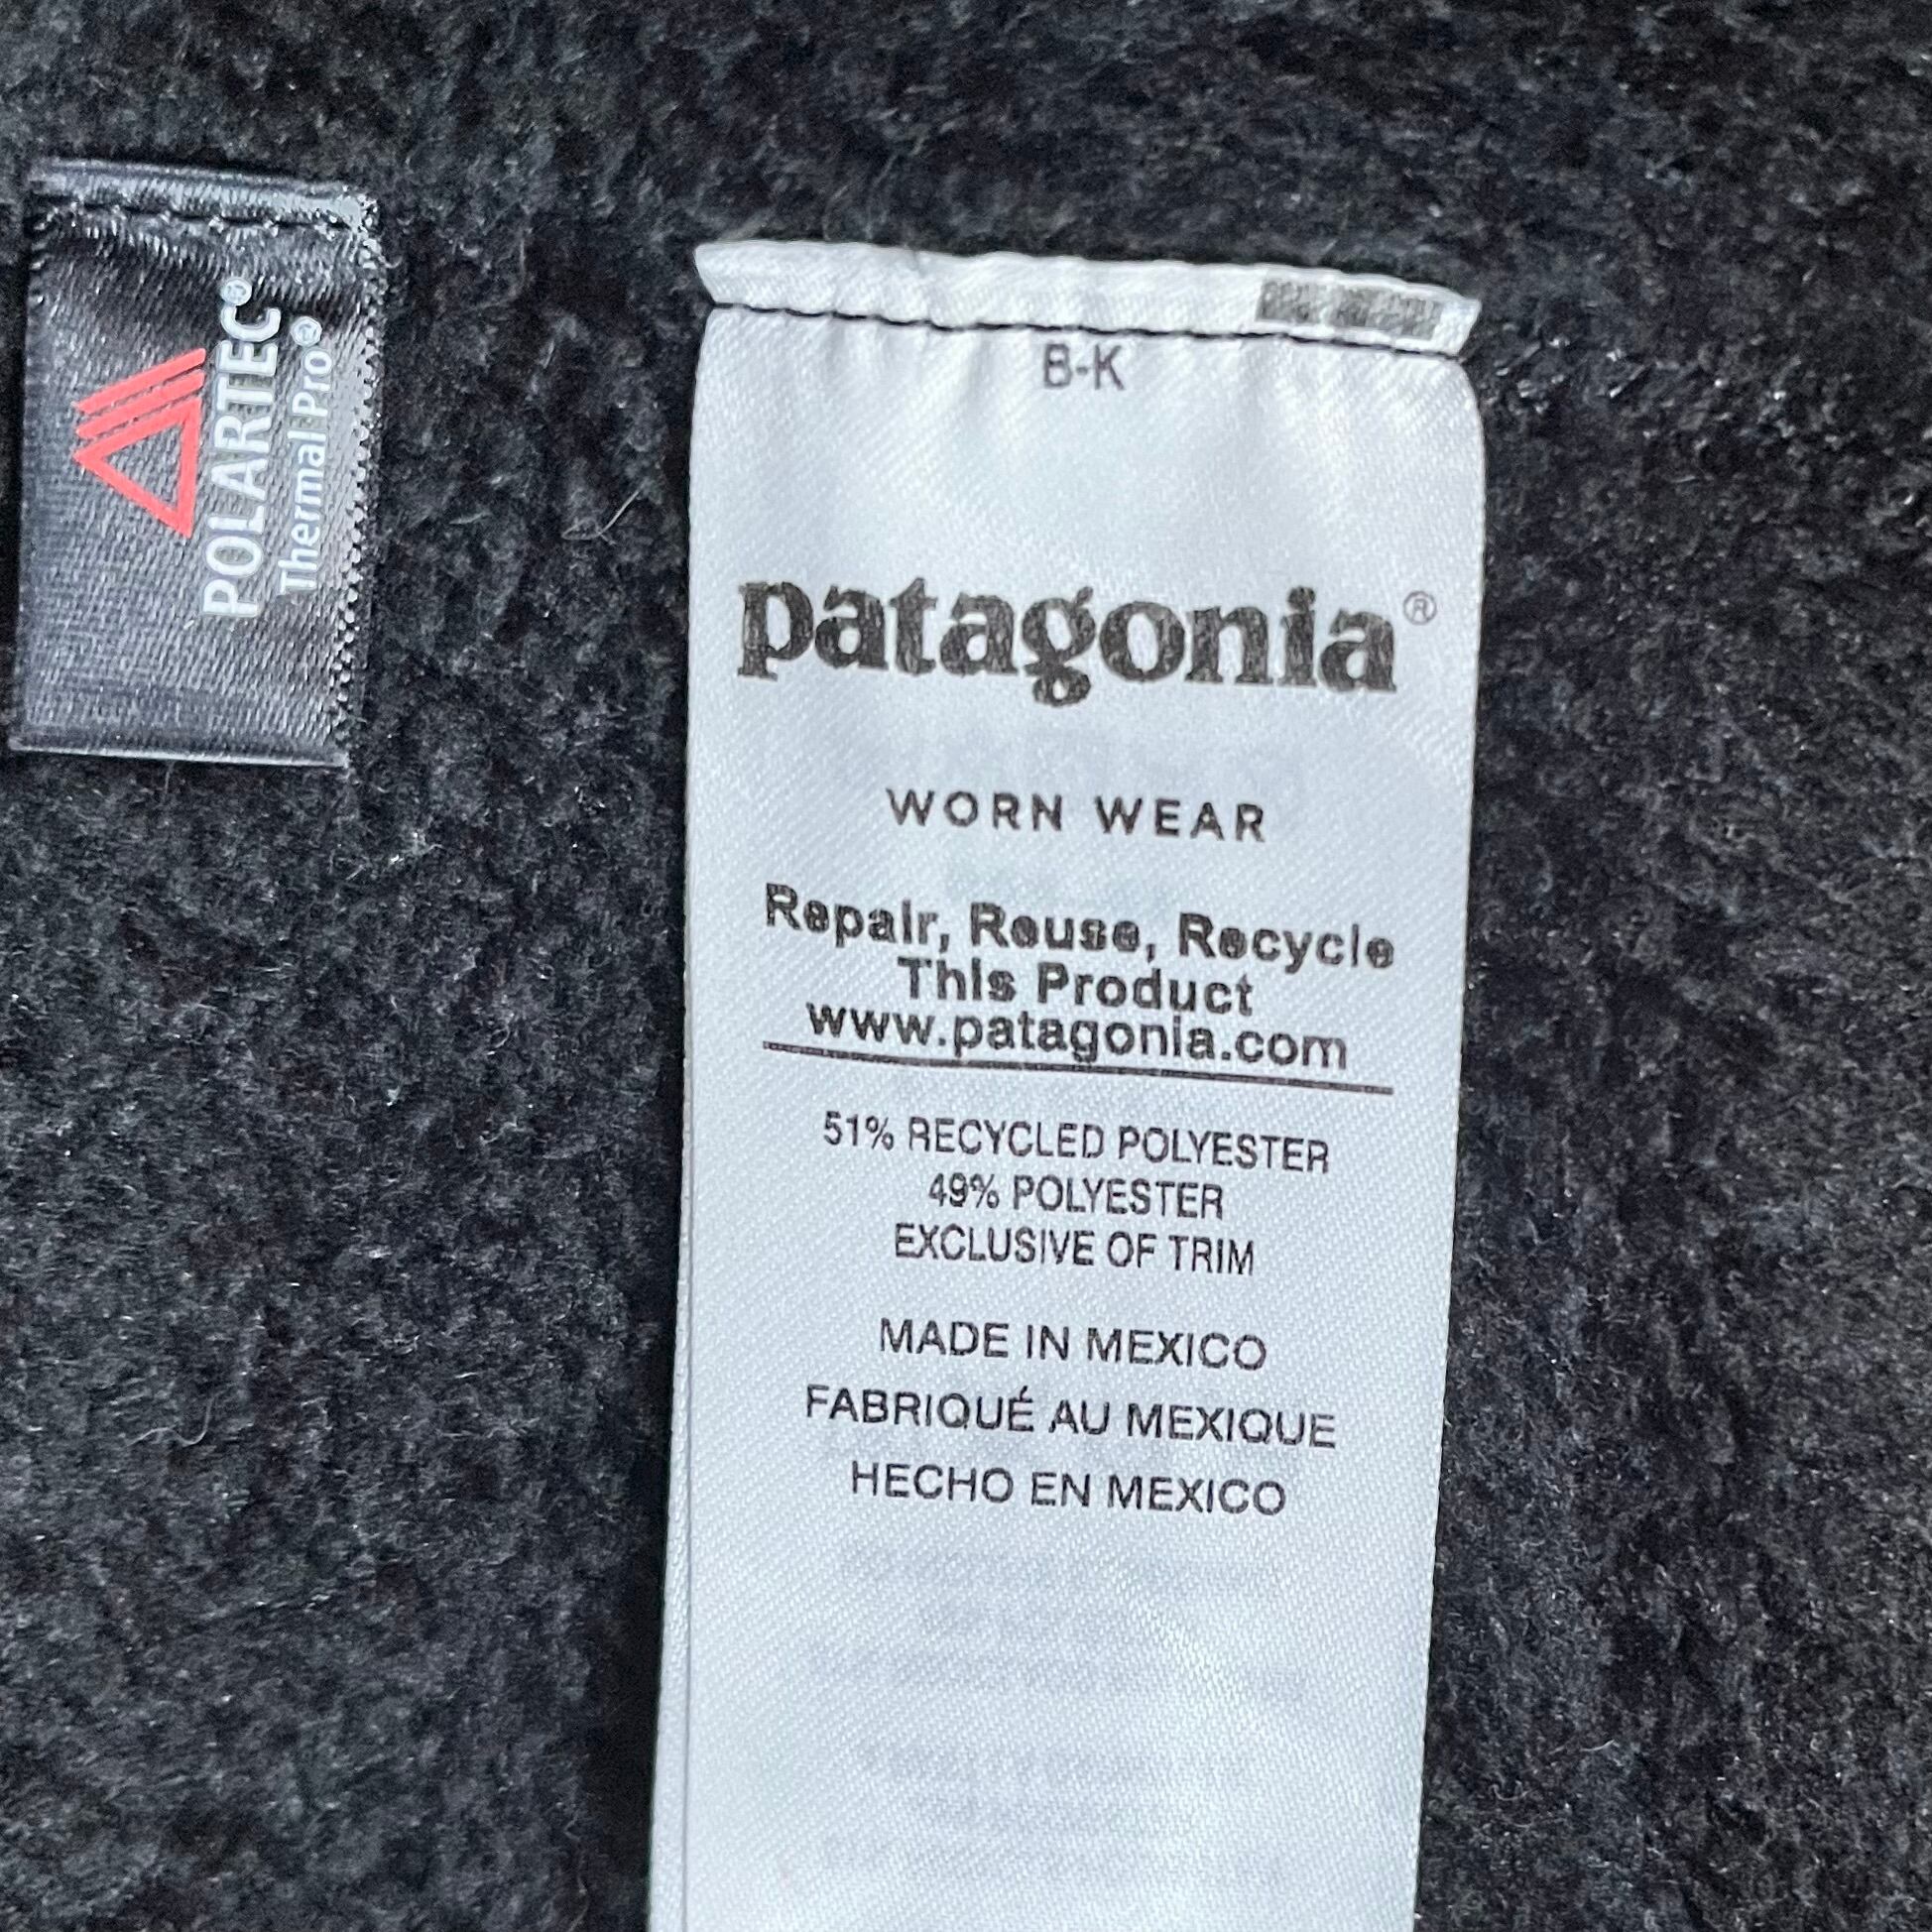 POLARTEC®
Thermal Pro®
B-K
patagonia®
WORN WEAR
Repair, Reuse, Recycle
This Product
www.patagonia.com
51% RECYCLED POLYESTER
49% POLYESTER
EXCLUSIVE OF TRIM
MADE IN MEXICO
FABRIQUÉ AU MEXIQUE
HECHO EN MEXICO